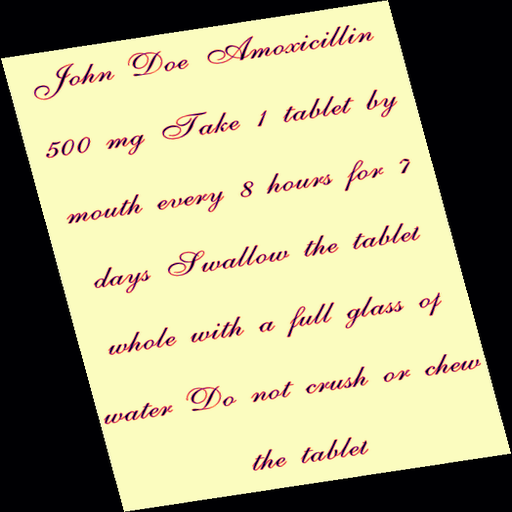 John Doe Amoxicillin
500 mg Take 1 tablet by
mouth every 8 hours for 7
days Swallow the tablet
whole with a full glass of
water Do not crush or chew
the tablet